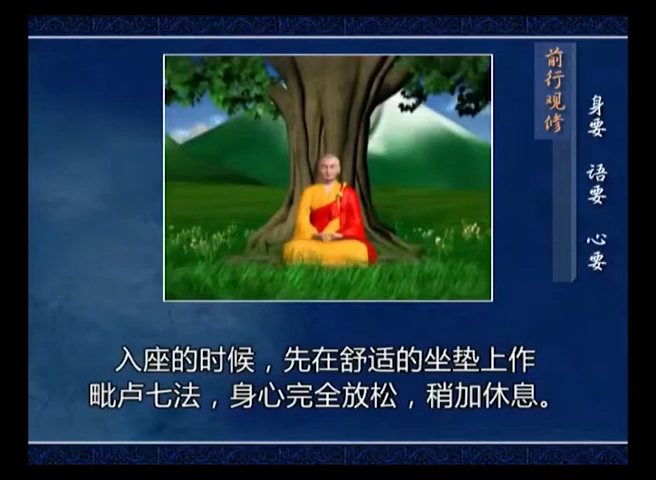 前行观修
身要 语要 心要
入座的时候，先在舒适的坐垫上作
毗卢七法，身心完全放松，稍加休息。